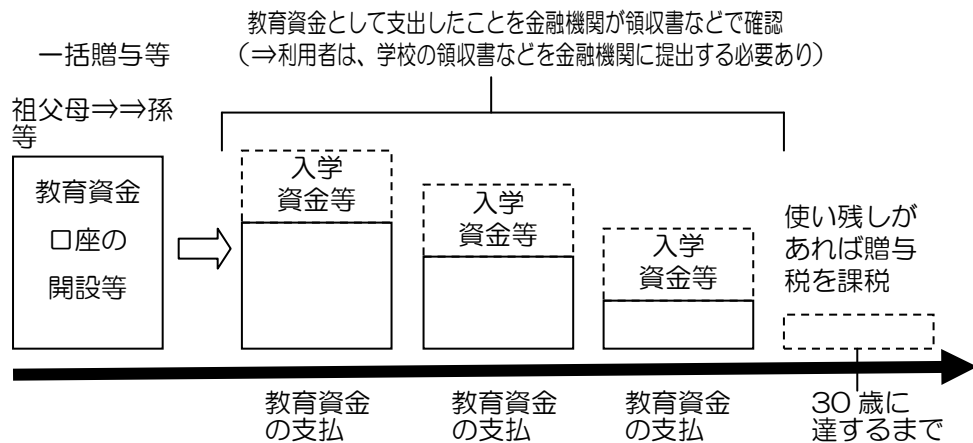 教育資金として支出したことを金融機関が領収書などで確認
（⇒利用者は、学校の領収書などを金融機関に提出する必要あり）
一括贈与等
祖父母⇒⇒孫
等
教育資金
口座の
開設等
入学
資金等
入学
資金等
入学
資金等
使い残しが
あれば贈与
税を課税
教育資金
の支払
教育資金
の支払
教育資金
の支払
30歳に
達するまで